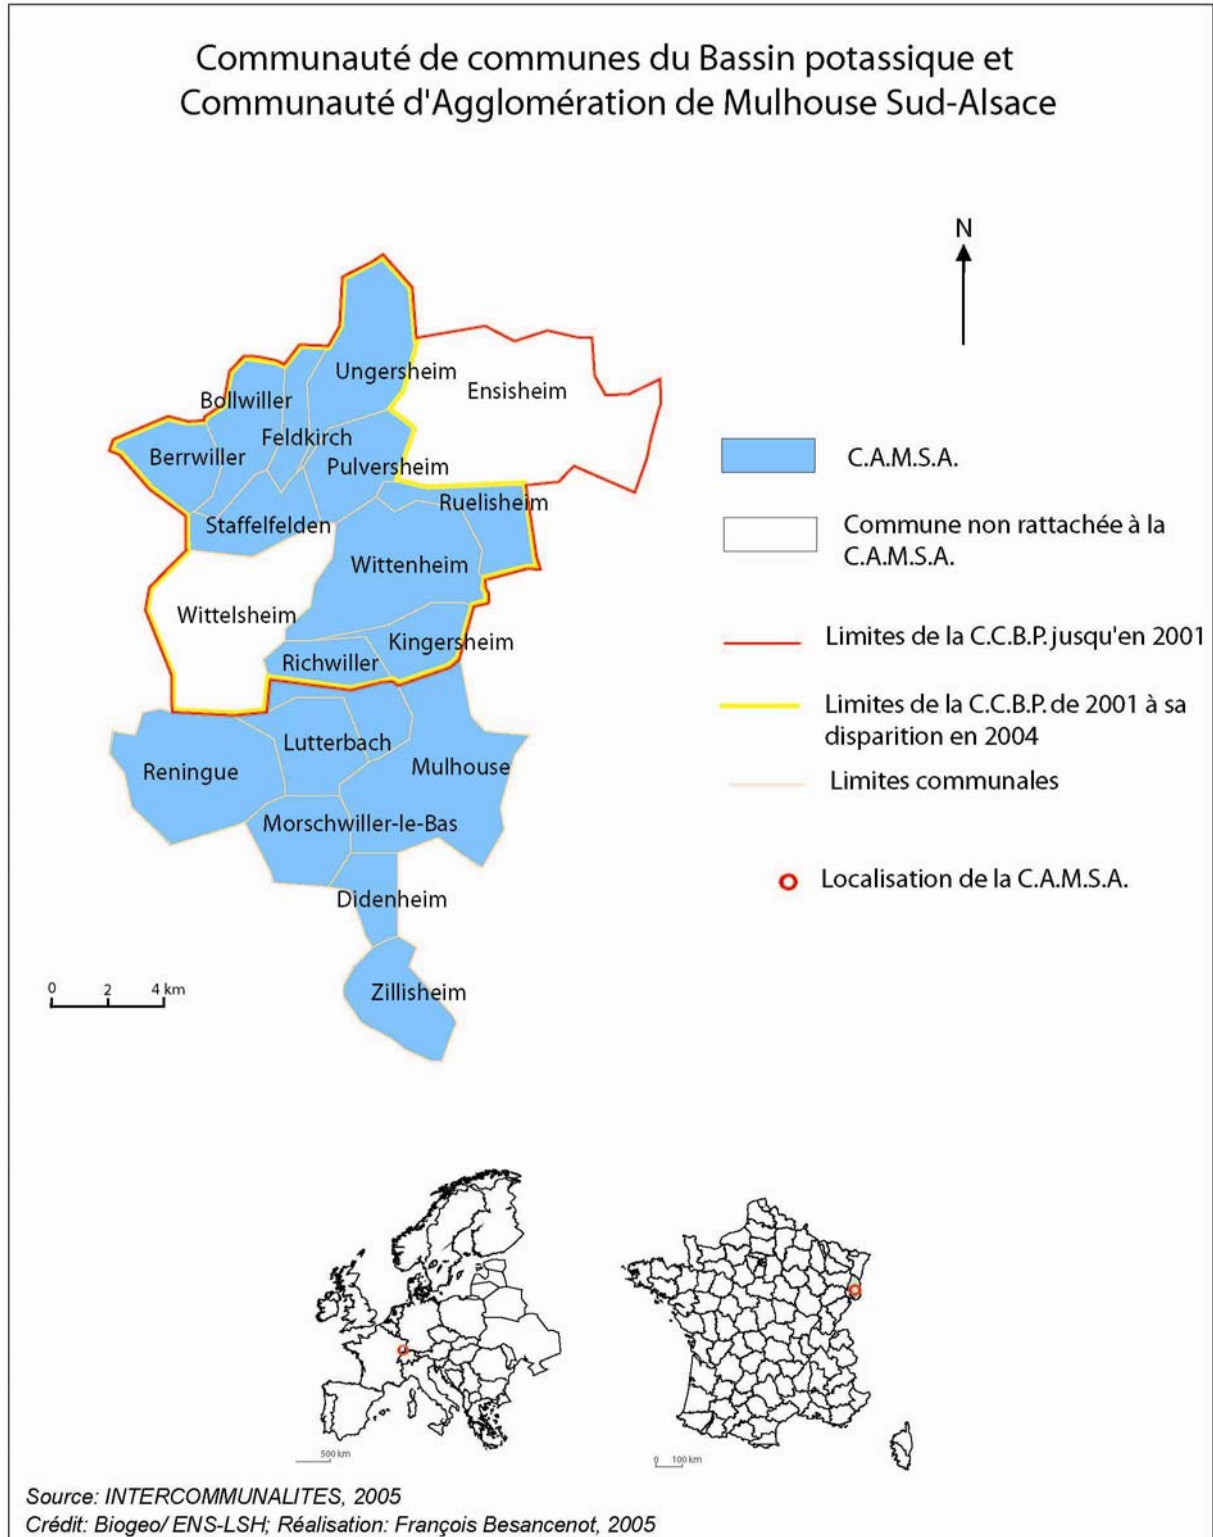 Communauté de communes du Bassin potassique et
Communauté d'Agglomération de Mulhouse Sud-Alsace
N
Ungersheim
Ensisheim
Bollwiller
Feldkirch
Berrwiller
Pulversheim
Ruelisheim
Staffelfelden
Wittenheim
Wittelsheim
Kingersheim
Richwiller
Lutterbach
Reningue
Mulhouse
Morschwiller-le-Bas
Didenheim
Zillisheim
0 2 4 km
C.A.M.S.A.
Commune non rattachée à la
C.A.M.S.A.
Limites de la C.C.B.P. jusqu'en 2001
Limites de la C.C.B.P. de 2001 à sa
disparition en 2004
Limites communales
Localisation de la C.A.M.S.A.
500 km
0 100 km
Source: INTERCOMMUNALITES, 2005
Crédit: Biogeo/ ENS-LSH; Réalisation: François Besancenot, 2005